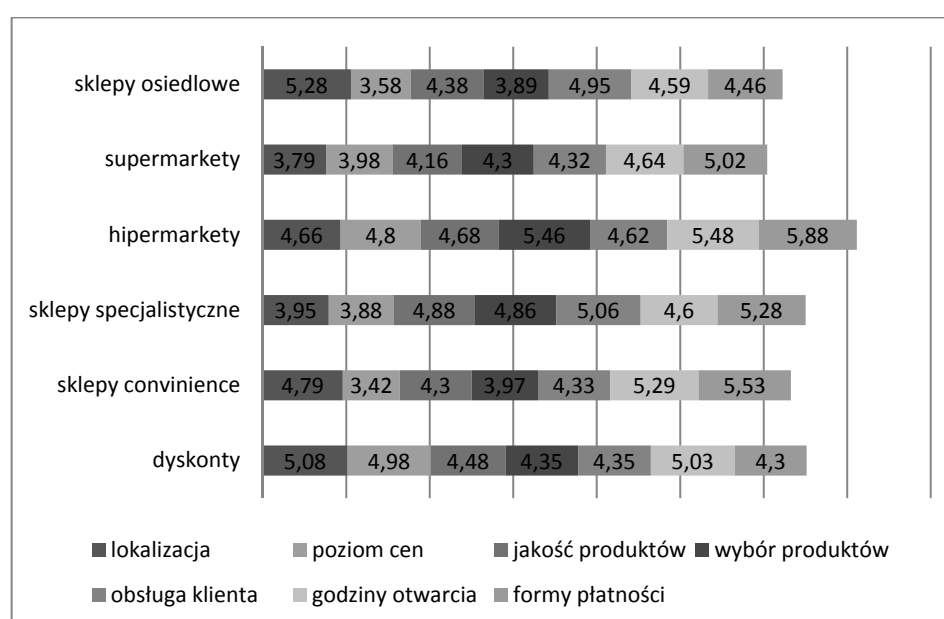 sklepy osiedlowe 5,28 3,58 4,38 3,89 4,95 4,59 4,46
supermarkety 3,79 3,98 4,16 4,3 4,32 4,64 5,02
hipermarkety 4,66 4,8 4,68 5,46 4,62 5,48 5,88
sklepy specjalistyczne 3,95 3,88 4,88 4,86 5,06 4,6 5,28
sklepy convinience 4,79 3,42 4,3 3,97 4,33 5,29 5,53
dyskonty 5,08 4,98 4,48 4,35 4,35 5,03 4,3
lokalizacja poziom cen jakość produktów wybór produktów
obsługa klienta godziny otwarcia formy płatności